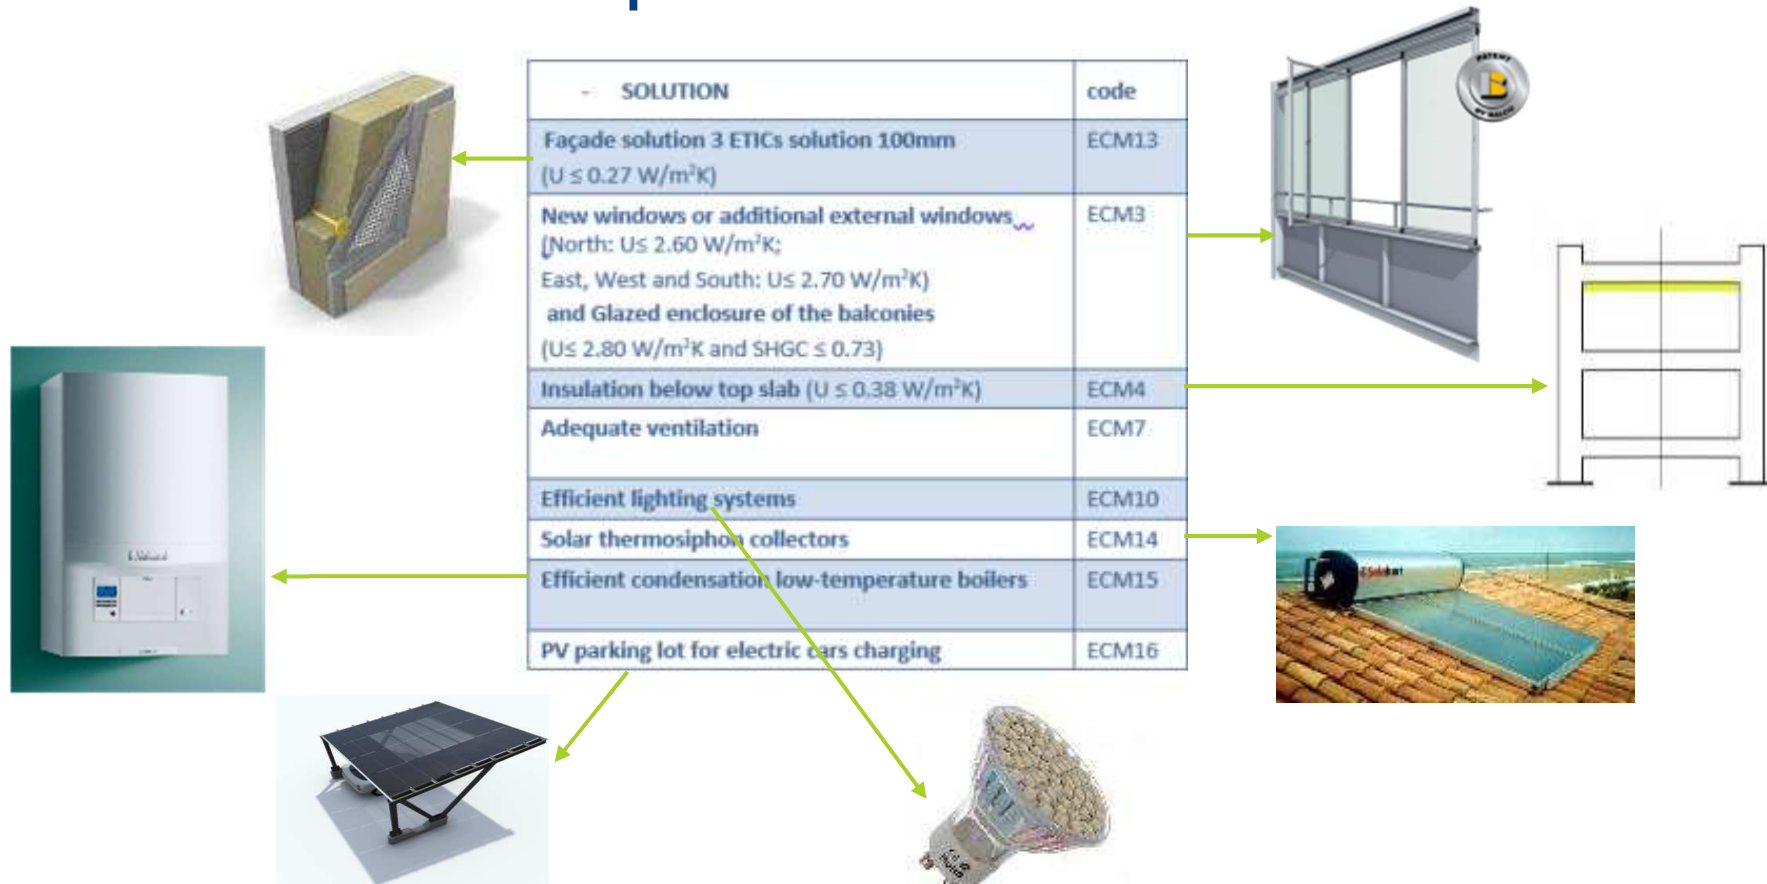 - SOLUTION code
Façade solution 3 ETICs solution 100mm ECM13
(U ≤ 0.27 W/m²K)
New windows or additional external windows ECM3
(North: U≤ 2.60 W/m²K;
East, West and South: U≤ 2.70 W/m²K)
and Glazed enclosure of the balconies
(U≤ 2.80 W/m²K and SHGC ≤ 0.73)
Insulation below top slab (U ≤ 0.38 W/m²K) ECM4
Adequate ventilation ECM7
Efficient lighting systems ECM10
Solar thermosiphon collectors ECM14
Efficient condensation low-temperature boilers ECM15
PV parking lot for electric cars charging ECM16
PATENT
B